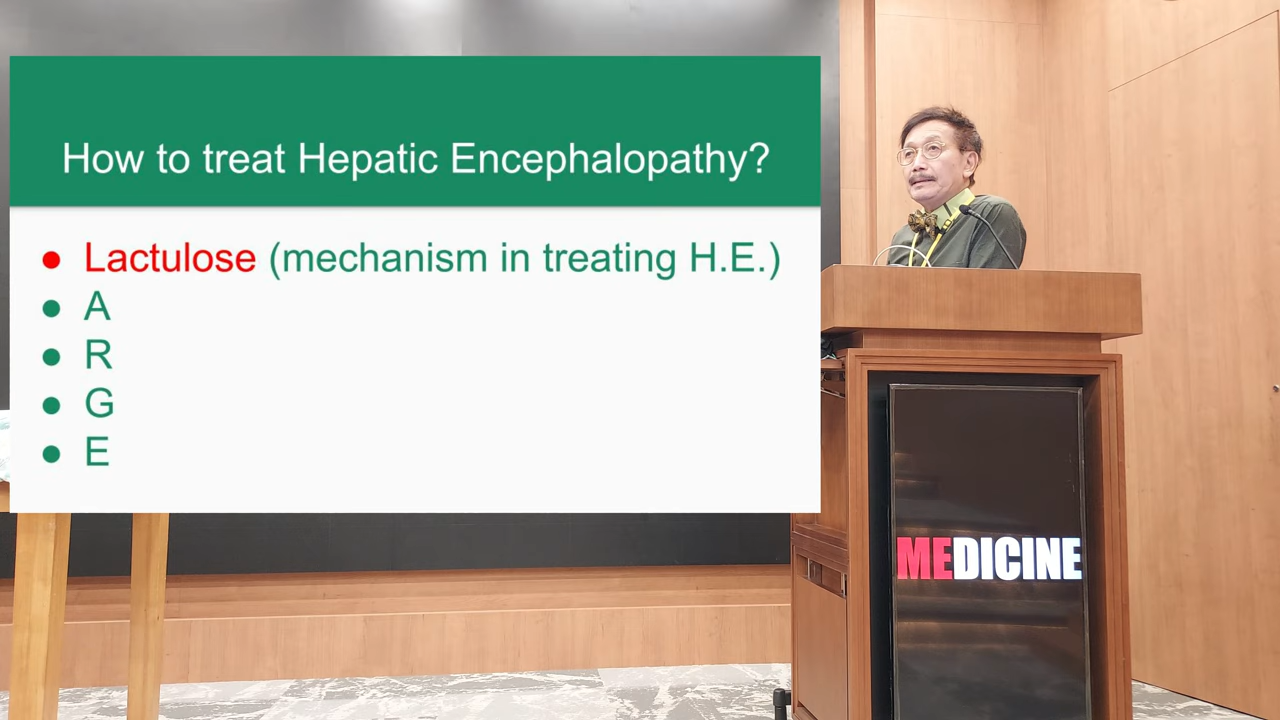 How to treat Hepatic Encephalopathy?
● Lactulose (mechanism in treating H.E.)
● A
● R
● G
● E
MEDICINE